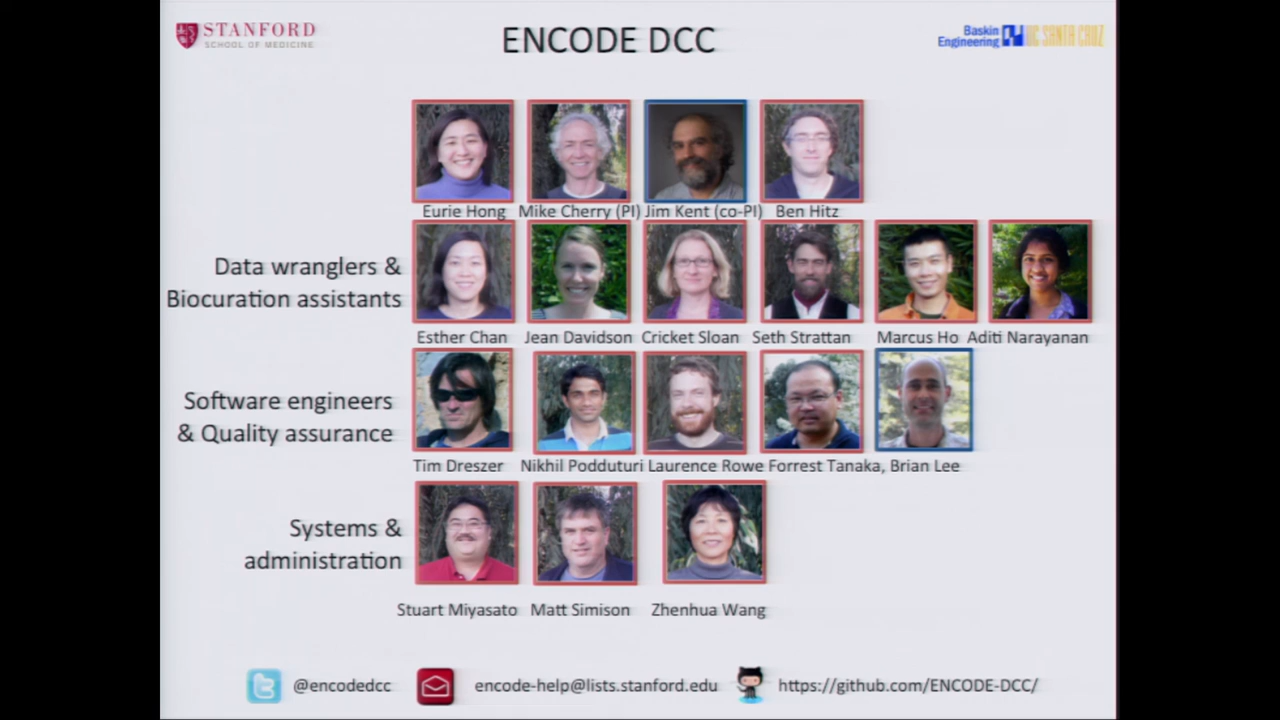 STANFORD
SCHOOL OF MEDICINE
ENCODE DCC
Baskin
Engineering
UC SANTA CRUZ
Eurie Hong Mike Cherry (PI) Jim Kent (co-PI) Ben Hitz
Data wranglers &
Biocuration assistants
Esther Chan Jean Davidson Cricket Sloan Seth Strattan Marcus Ho Aditi Narayanan
Software engineers
& Quality assurance
Tim Dreszer Nikhil Podduturi Laurence Rowe Forrest Tanaka, Brian Lee
Systems &
administration
Stuart Miyasato Matt Simison Zhenhua Wang
@encodedcc encode-help@lists.stanford.edu https://github.com/ENCODE-DCC/